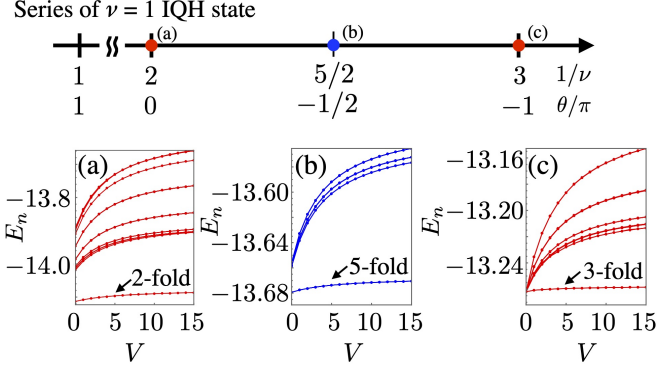 Series of ν = 1 IQH state
(a) (b) (c)
1 2 5/2 3 1/ν
1 0 −1/2 −1 θ/π
(a) (b) (c)
−13.8 −13.60 −13.16
E_n E_n E_n
−13.64 −13.20
−14.0 2-fold 5-fold −13.24 3-fold
−13.68
0 5 10 15 0 5 10 15 0 5 10 15
V V V